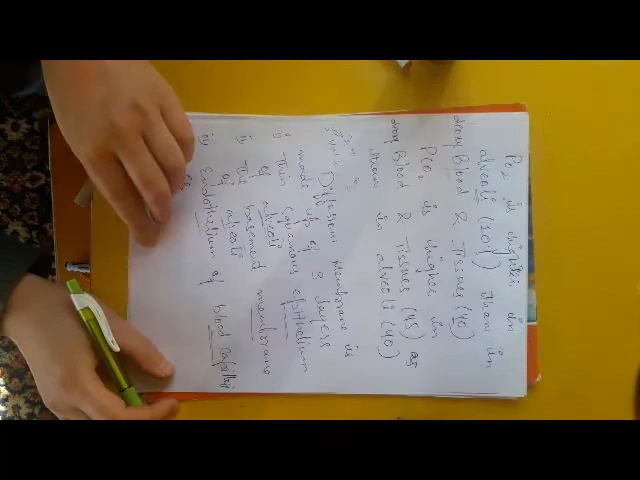 PO2 is higher in
alveoli (104) than in
deoxy Blood & Tissues (40)
PCO2 is higher in
deoxy Blood & Tissues (45) as
than in alveoli (40)
Diffusion Membrane is
made up of 3 layers
i) Thin squamous epithelium
of alveoli
ii) The basement membrane
of alveoli
iii) Endothelium of blood capillari
es